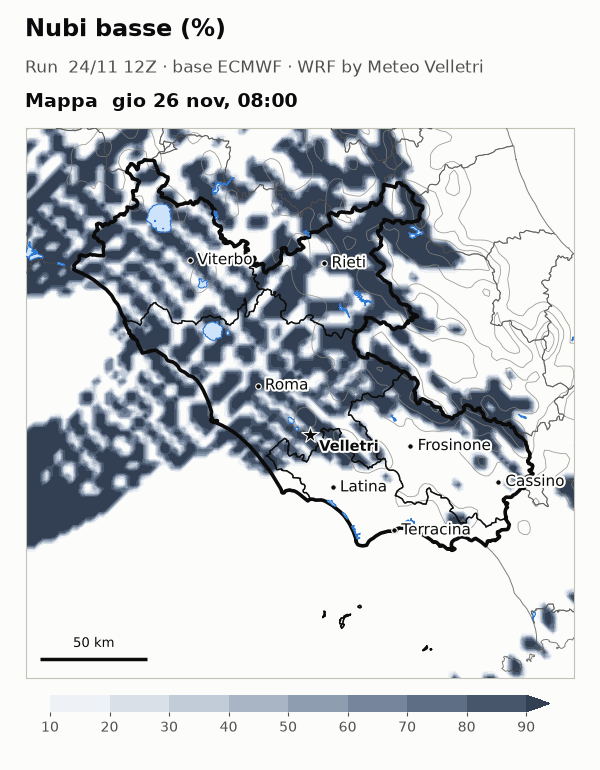 Nubi basse (%)
Run  24/11 12Z · base ECMWF · WRF by Meteo Velletri
Mappa  gio 26 nov, 08:00
Viterbo
Rieti
Roma
Velletri
Frosinone
Cassino
Latina
Terracina
50 km
10 20 30 40 50 60 70 80 90